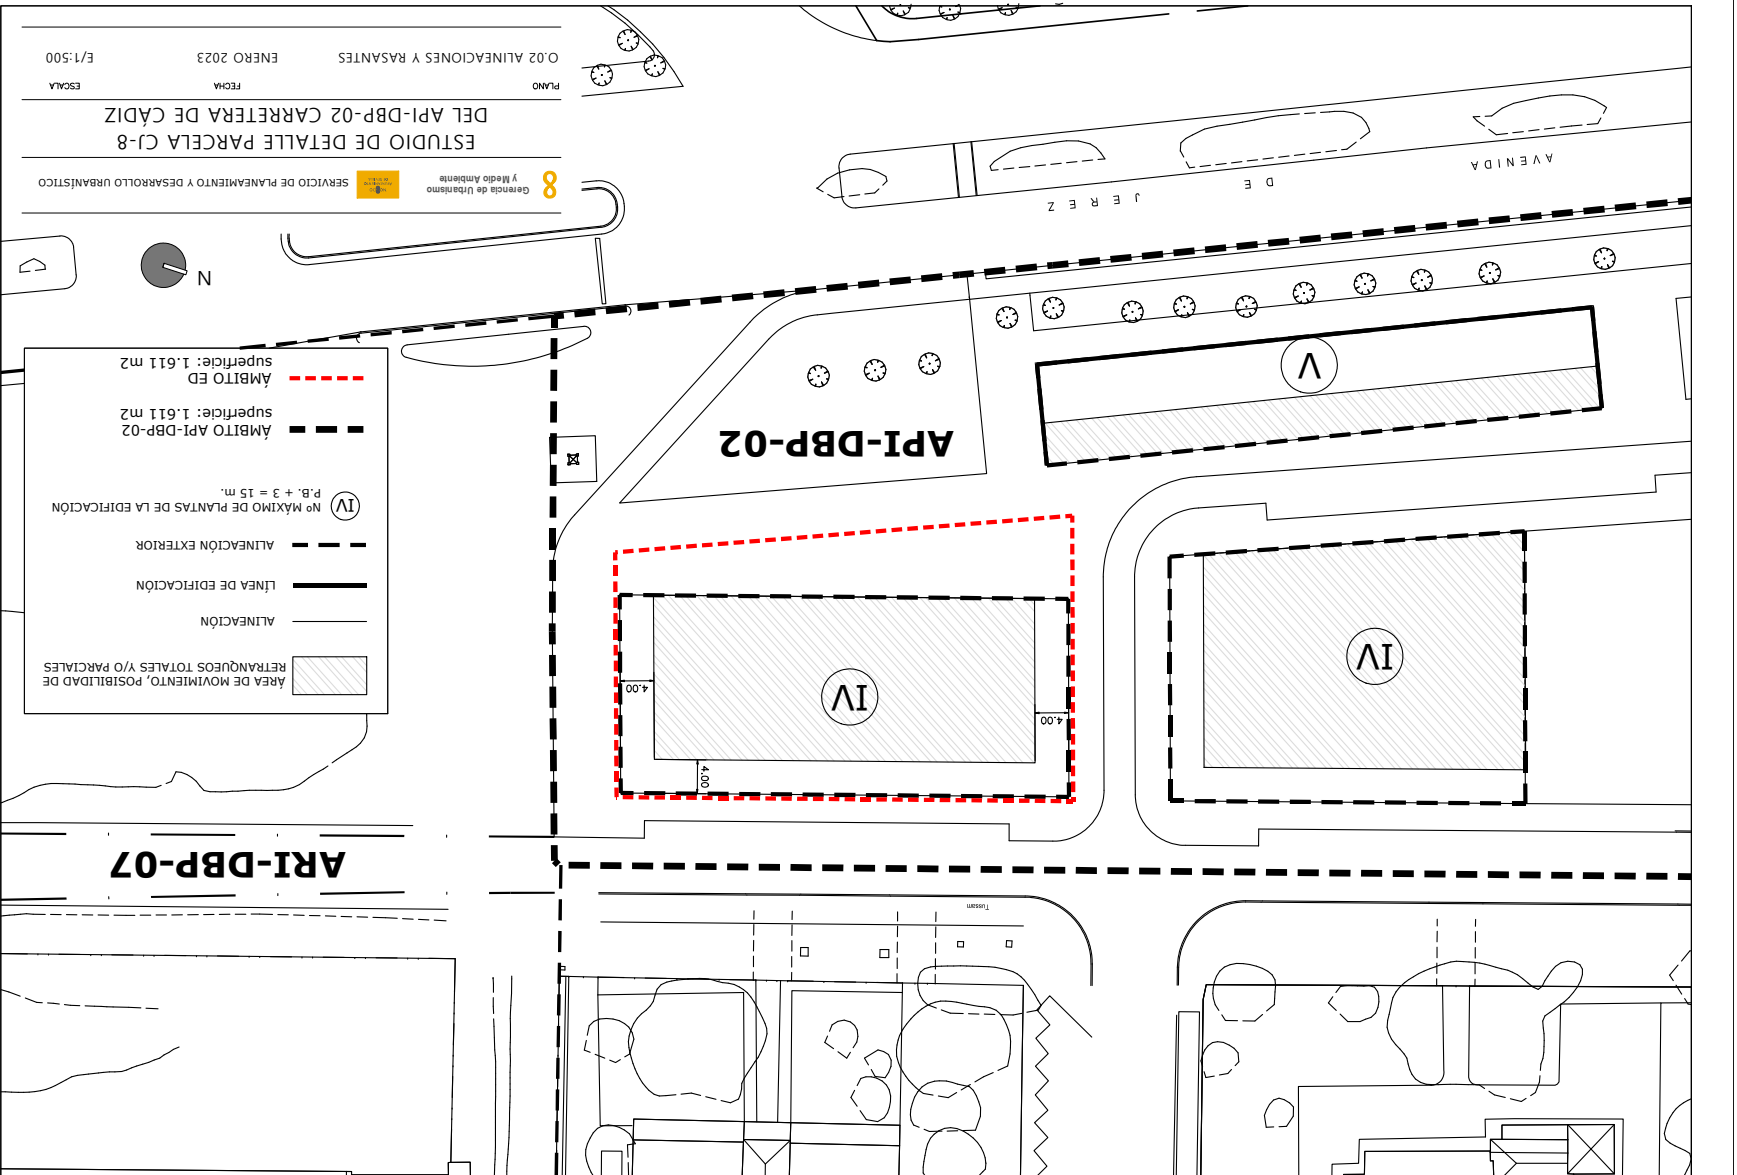 AVENIDA
DE
JEREZ
V
API-DBP-02
IV
IV
4.00
4.00
4.00
Tussam
ARI-DBP-07
N
ÁREA DE MOVIMIENTO, POSIBILIDAD DE
RETRANQUEOS TOTALES Y/O PARCIALES
ALINEACIÓN
LÍNEA DE EDIFICACIÓN
ALINEACIÓN EXTERIOR
IV
Nº MÁXIMO DE PLANTAS DE LA EDIFICACIÓN
P.B. + 3 = 15 m.
ÁMBITO API-DBP-02
superficie: 1.611 m2
ÁMBITO ED
superficie: 1.611 m2
Gerencia de Urbanismo
y Medio Ambiente
SERVICIO DE PLANEAMIENTO Y DESARROLLO URBANÍSTICO
ESTUDIO DE DETALLE PARCELA CJ-8
DEL API-DBP-02 CARRETERA DE CÁDIZ
PLANO
FECHA
ESCALA
O.02 ALINEACIONES Y RASANTES
ENERO 2023
E/1:500